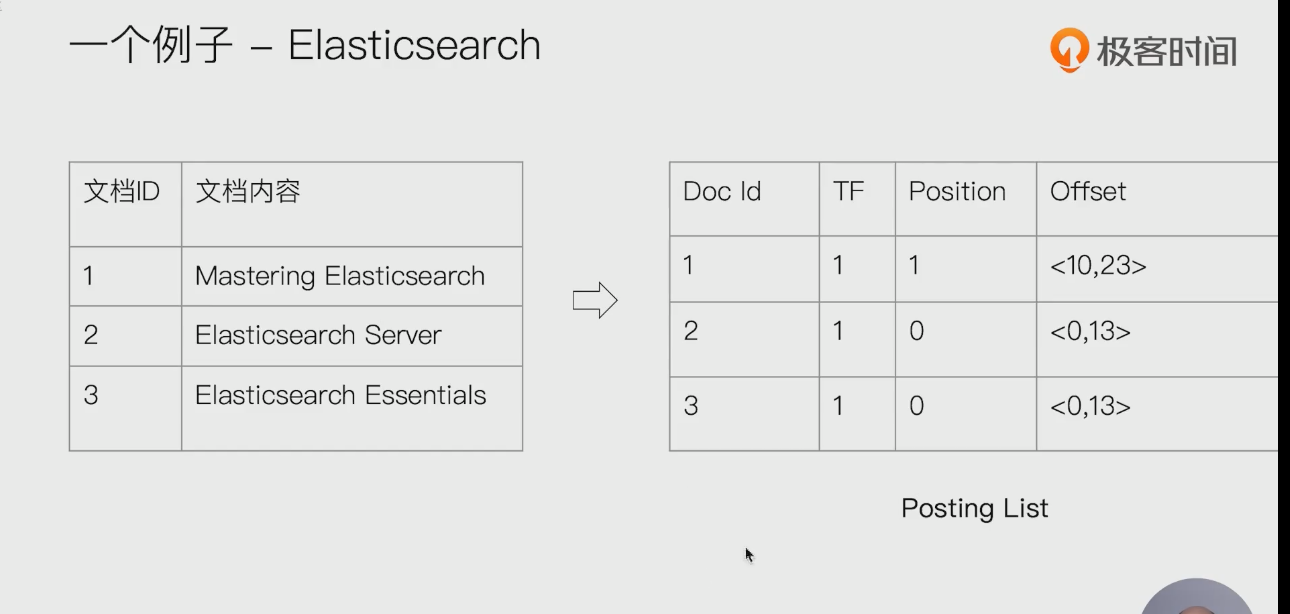 一个例子 – Elasticsearch
极客时间
文档ID 文档内容
1 Mastering Elasticsearch
2 Elasticsearch Server
3 Elasticsearch Essentials
Doc Id TF Position Offset
1 1 1 <10,23>
2 1 0 <0,13>
3 1 0 <0,13>
Posting List